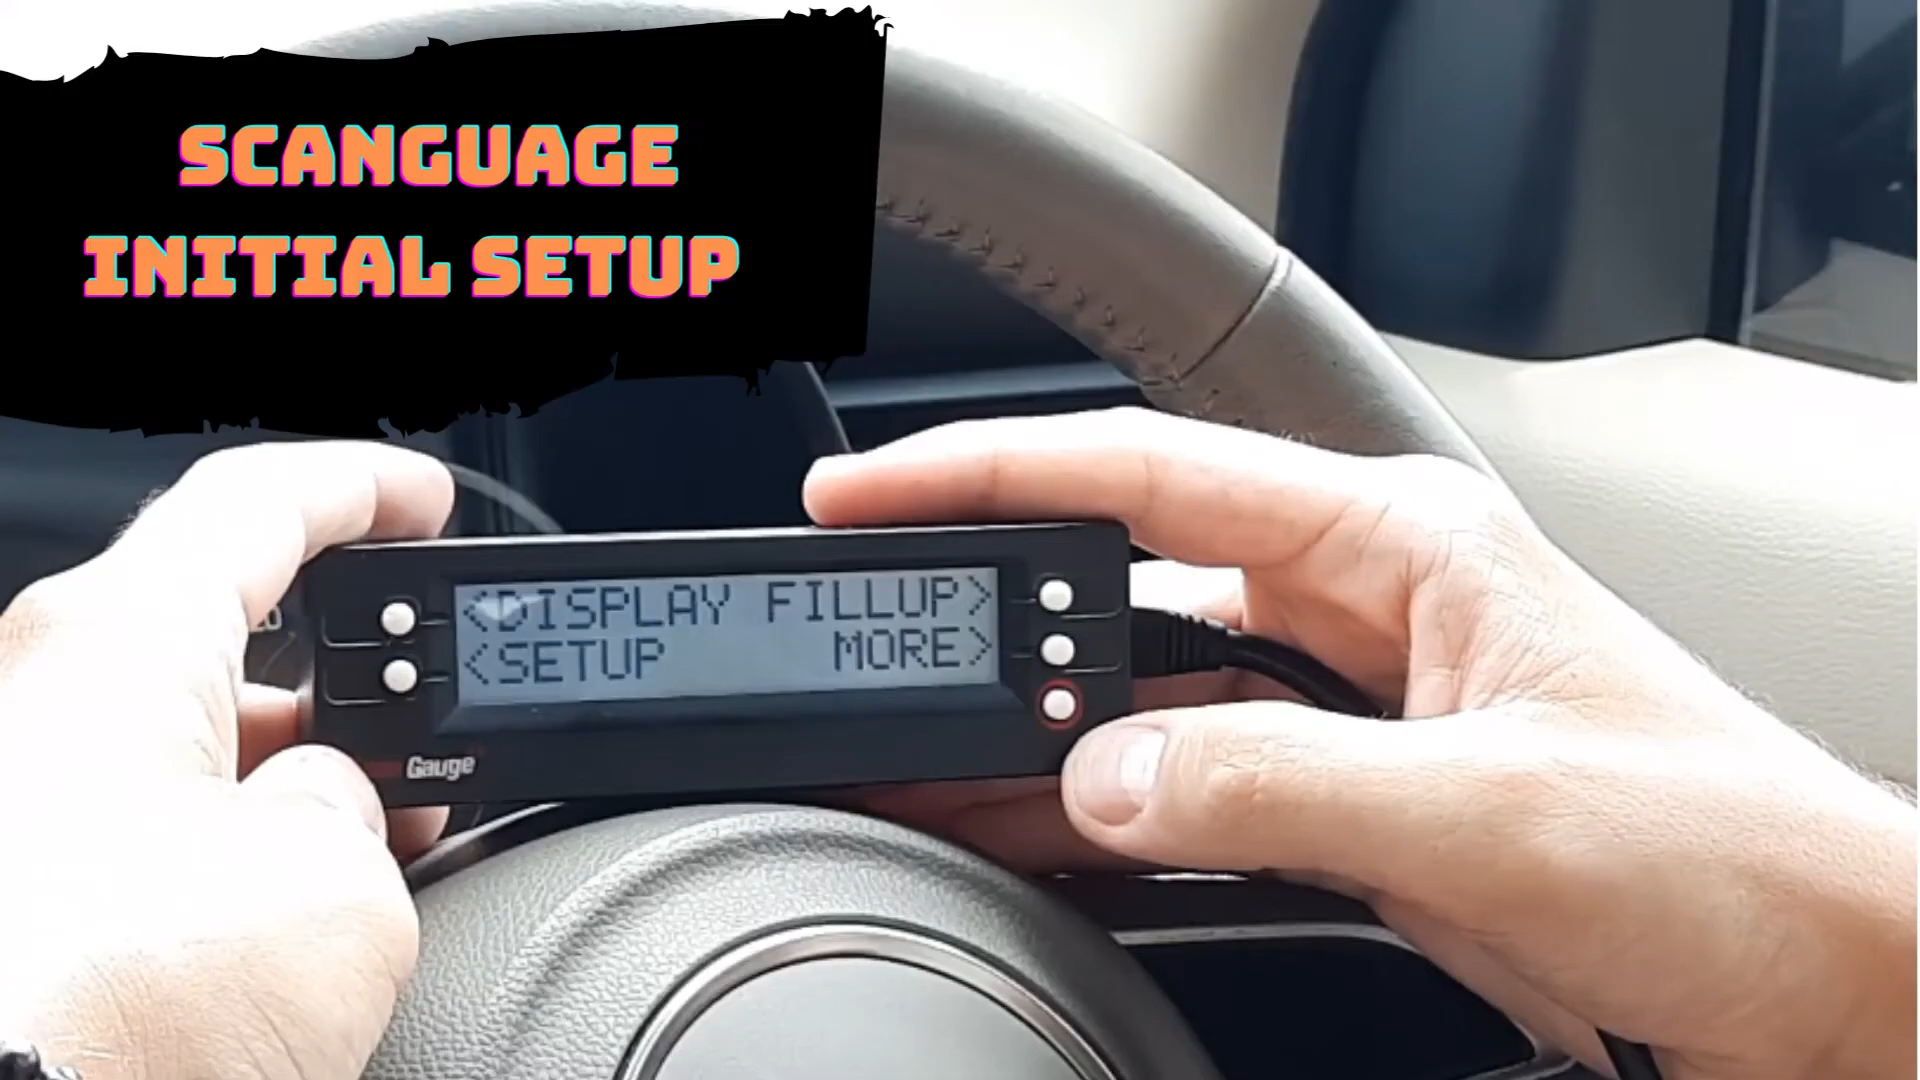 SCANGUAGE
INITIAL SETUP
<DISPLAY FILLUP>
<SETUP MORE>
Gauge